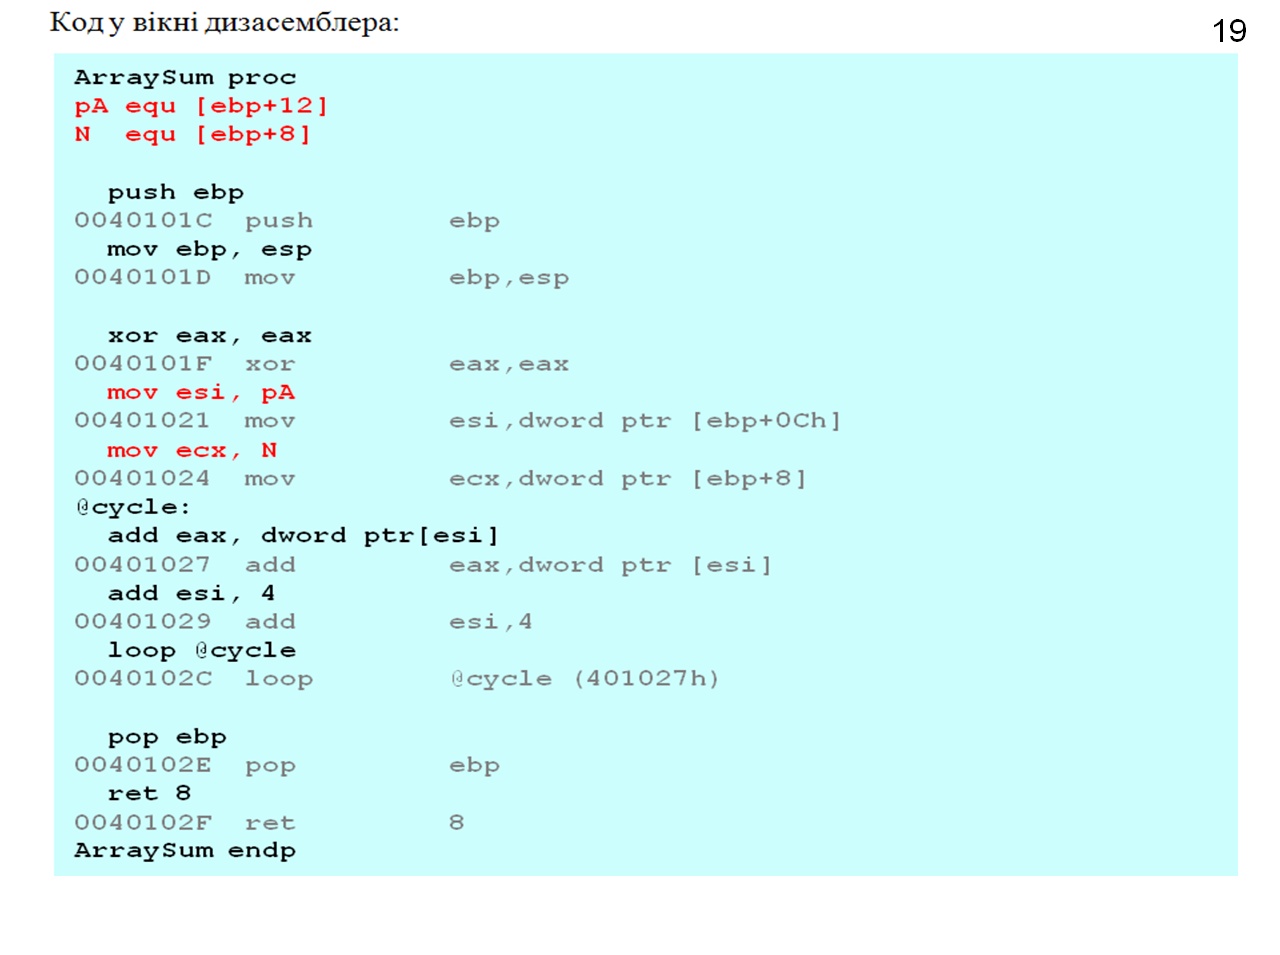 Код у вікні дизасемблера:
19
ArraySum proc
pA equ [ebp+12]
N equ [ebp+8]
push ebp
0040101C push ebp
mov ebp, esp
0040101D mov ebp,esp
xor eax, eax
0040101F xor eax,eax
mov esi, pA
00401021 mov esi,dword ptr [ebp+0Ch]
mov ecx, N
00401024 mov ecx,dword ptr [ebp+8]
@cycle:
add eax, dword ptr[esi]
00401027 add eax,dword ptr [esi]
add esi, 4
00401029 add esi,4
loop @cycle
0040102C loop @cycle (401027h)
pop ebp
0040102E pop ebp
ret 8
0040102F ret 8
ArraySum endp